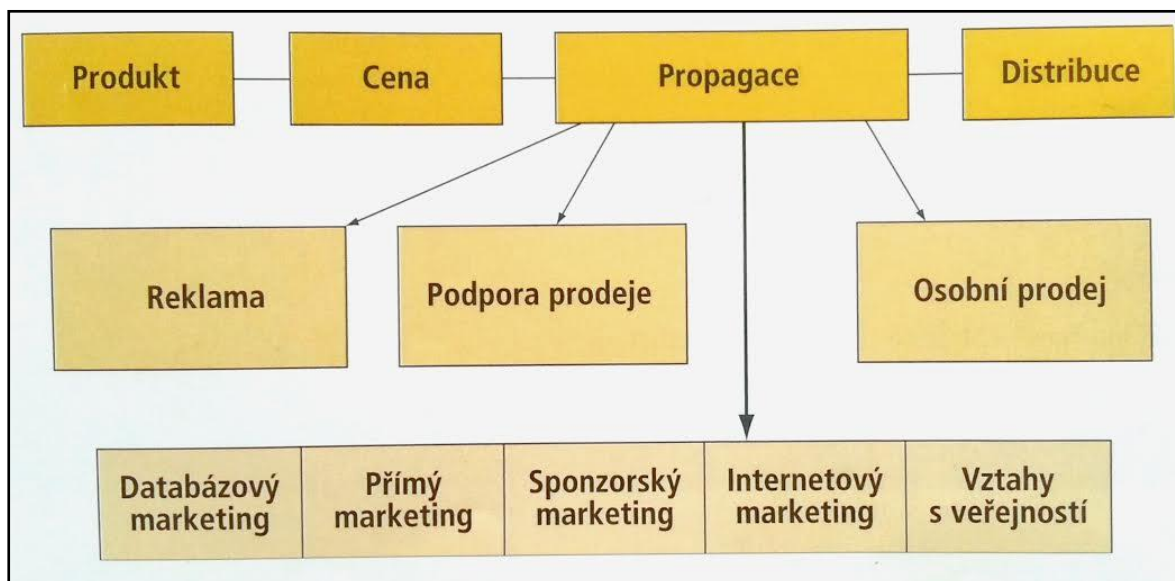 Produkt
Cena
Propagace
Distribuce
Reklama
Podpora prodeje
Osobní prodej
Databázový
marketing
Přímý
marketing
Sponzorský
marketing
Internetový
marketing
Vztahy
s veřejností